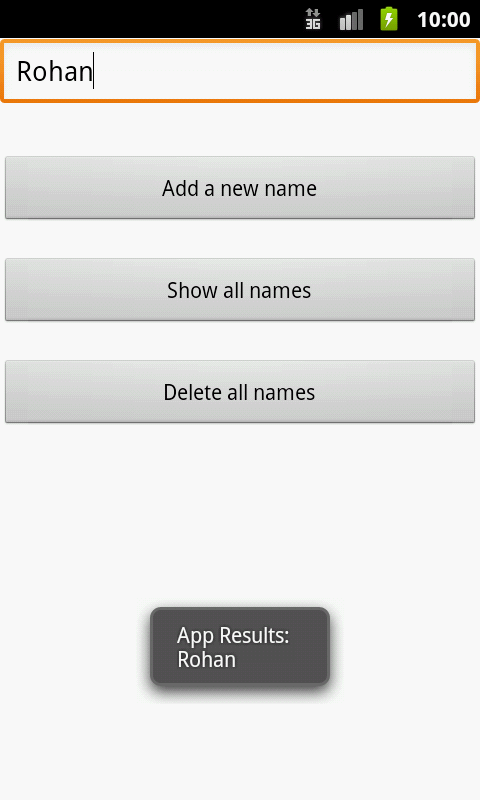 3G 10:00
Rohan
Add a new name
Show all names
Delete all names
App Results:
Rohan